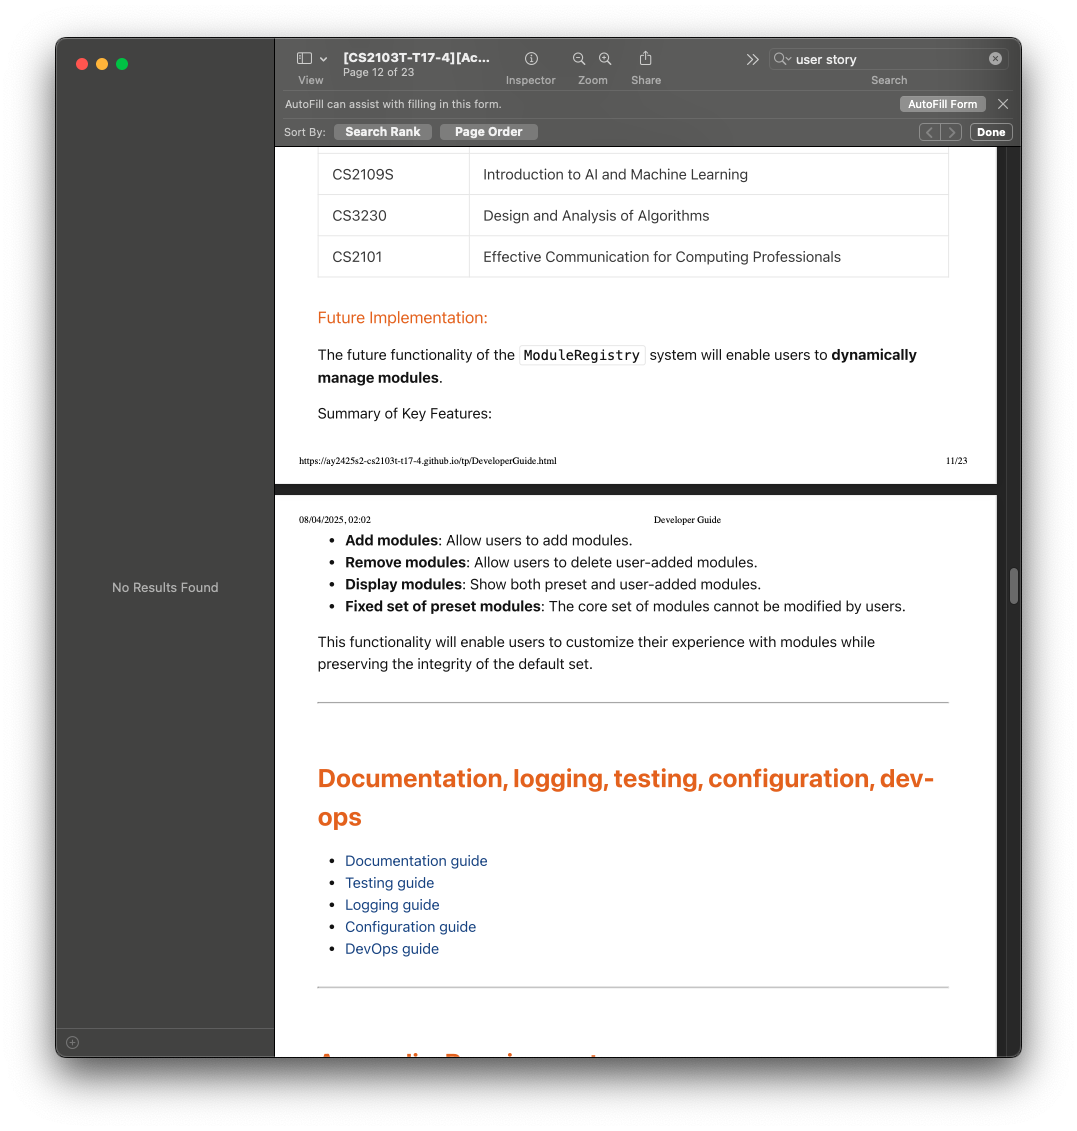 [CS2103T-T17-4][Ac...
Page 12 of 23
View
Inspector
Zoom
Share
user story
Search
AutoFill can assist with filling in this form.
AutoFill Form
Sort By:
Search Rank
Page Order
Done
No Results Found
CS2109S Introduction to AI and Machine Learning
CS3230 Design and Analysis of Algorithms
CS2101 Effective Communication for Computing Professionals
Future Implementation:
The future functionality of the ModuleRegistry system will enable users to dynamically
manage modules.
Summary of Key Features:
https://ay2425s2-cs2103t-t17-4.github.io/tp/DeveloperGuide.html 11/23
08/04/2025, 02:02 Developer Guide
• Add modules: Allow users to add modules.
• Remove modules: Allow users to delete user-added modules.
• Display modules: Show both preset and user-added modules.
• Fixed set of preset modules: The core set of modules cannot be modified by users.
This functionality will enable users to customize their experience with modules while
preserving the integrity of the default set.
Documentation, logging, testing, configuration, dev-
ops
• Documentation guide
• Testing guide
• Logging guide
• Configuration guide
• DevOps guide